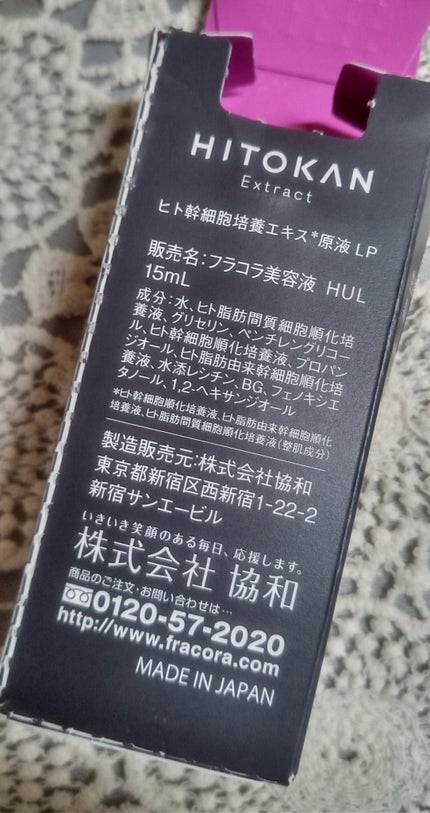 HITOKAN
Extract
ヒト幹細胞培養エキス*原液 LP
販売名:フラコラ美容液 HUL
15mL
成分:水、ヒト脂肪間質細胞順化培
養液、グリセリン、ペンチレングリコー
ル、ヒト幹細胞順化培養液、プロパン
ジオール、ヒト脂肪由来幹細胞順化培
養液、水添レシチン、BG、フェノキシエ
タノール、1,2-ヘキサンジオール
*ヒト幹細胞順化培養液、ヒト脂肪由来幹細胞順化
培養液、ヒト脂肪間質細胞順化培養液(整肌成分)
製造販売元:株式会社協和
東京都新宿区西新宿1-22-2
新宿サンエービル
いきいき笑顔のある毎日、応援します。
株式会社 協和
商品のご注文・お問い合わせは…
0120-57-2020
http://www.fracora.com
MADE IN JAPAN